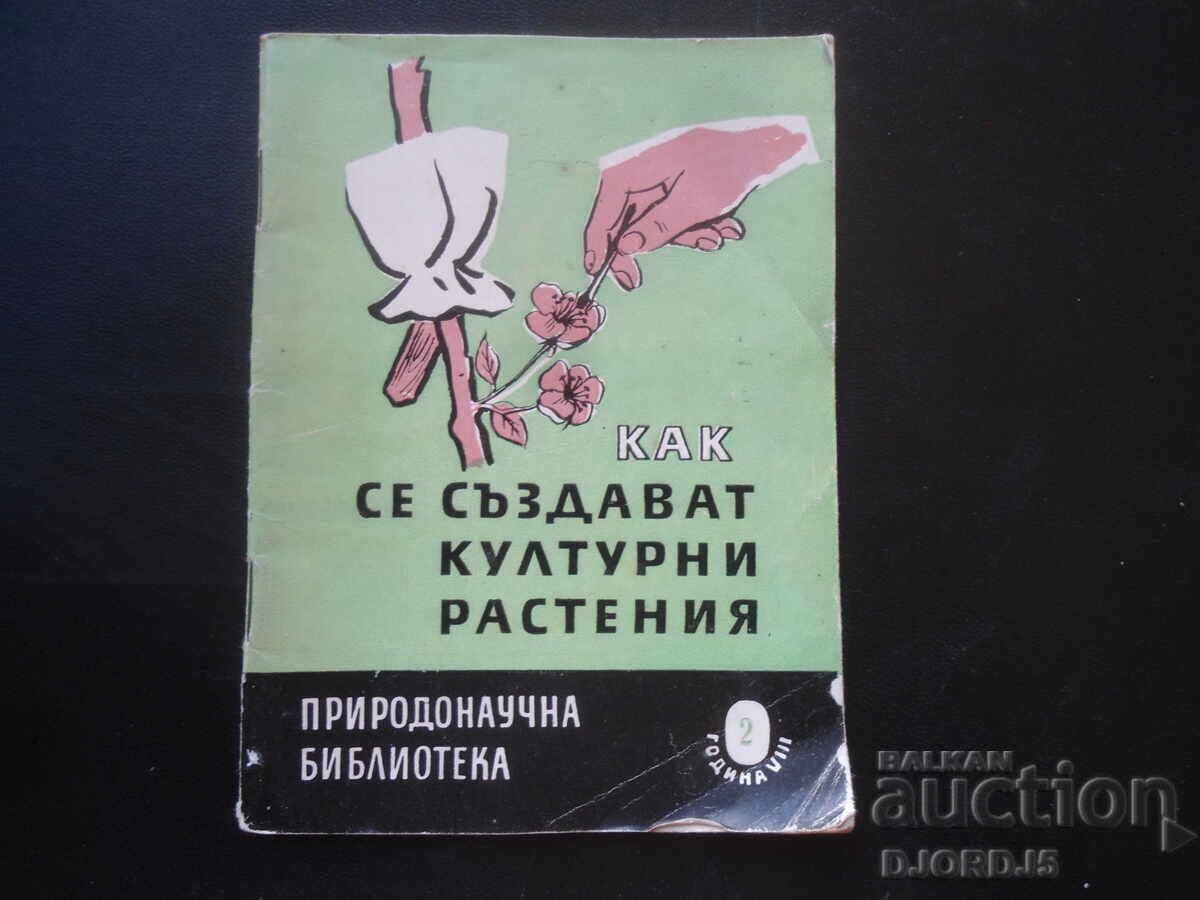 КАК
СЕ СЪЗДАВАТ
КУЛТУРНИ
РАСТЕНИЯ
ПРИРОДОНАУЧНА
БИБЛИОТЕКА
2
ГОДИНА VIII
BALKAN
auction
DJORDJ5